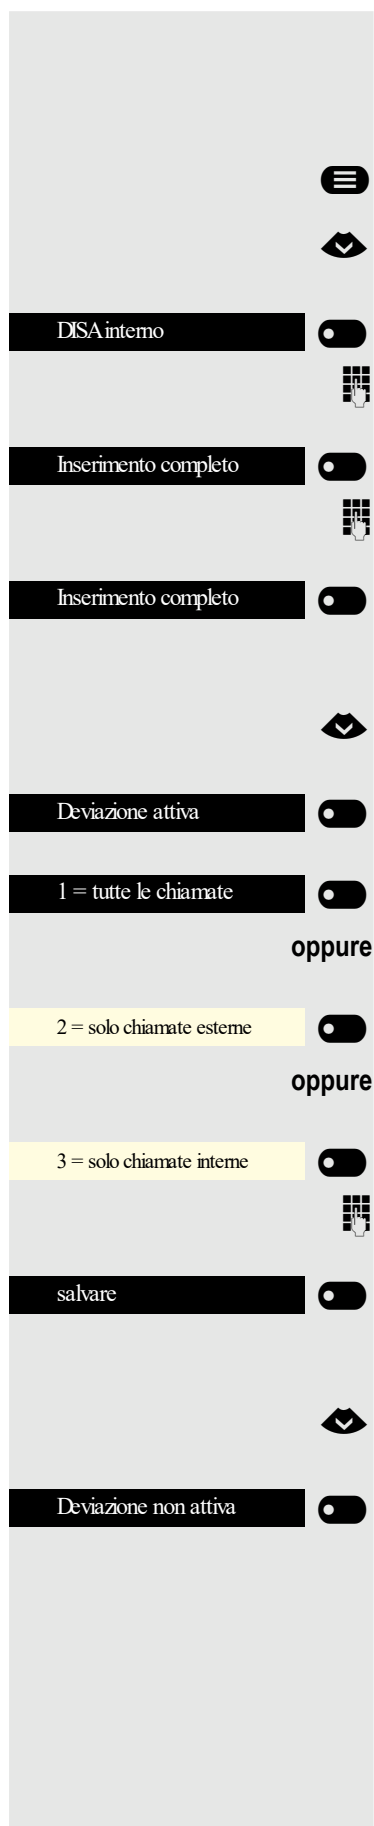 DISA interno
Inserimento completo
Inserimento completo
Deviazione attiva
1 = tutte le chiamate
oppure
2 = solo chiamate esterne
oppure
3 = solo chiamate interne
salvare
Deviazione non attiva